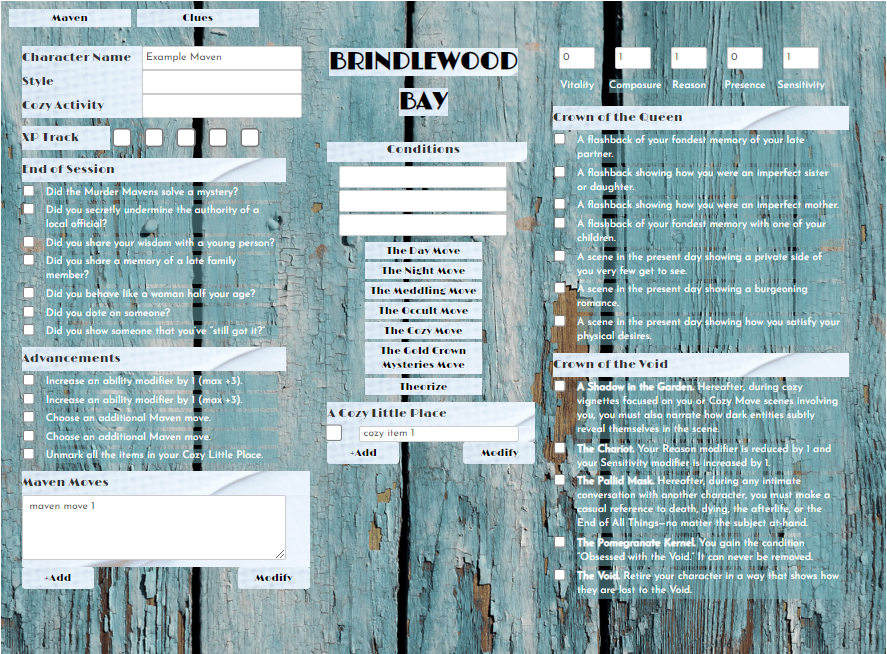 Maven
Clues
Character Name
Example Maven
Style
Cozy Activity
XP Track
End of Session
Did the Murder Mavens solve a mystery?
Did you secretly undermine the authority of a
local official?
Did you share your wisdom with a young person?
Did you share a memory of a late family
member?
Did you behave like a woman half your age?
Did you dote on someone?
Did you show someone that you've "still got it?"
Advancements
Increase an ability modifier by 1 (max +3).
Increase an ability modifier by 1 (max +3).
Choose an additional Maven move.
Choose an additional Maven move.
Unmark all the items in your Cozy Little Place.
Maven Moves
maven move 1
+Add
Modify
BRINDLEWOOD
BAY
Conditions
The Day Move
The Night Move
The Meddling Move
The Occult Move
The Cozy Move
The Gold Crown
Mysteries Move
Theorize
A Cozy Little Place
cozy item 1
+Add
Modify
0
1
1
0
1
Vitality
Composure
Reason
Presence
Sensitivity
Crown of the Queen
A flashback of your fondest memory of your late
partner.
A flashback showing how you were an imperfect sister
or daughter.
A flashback showing how you were an imperfect mother.
A flashback of your fondest memory with one of your
children.
A scene in the present day showing a private side of
you very few get to see.
A scene in the present day showing a burgeoning
romance.
A scene in the present day showing how you satisfy your
physical desires.
Crown of the Void
A Shadow in the Garden. Hereafter, during cozy
vignettes focused on you or Cozy Move scenes involving
you, you must also narrate how dark entities subtly
reveal themselves in the scene.
The Chariot. Your Reason modifier is reduced by 1 and
your Sensitivity modifier is increased by 1.
The Pallid Mask. Hereafter, during any intimate
conversation with another character, you must make a
casual reference to death, dying, the afterlife, or the
End of All Things—no matter the subject at-hand.
The Pomegranate Kernel. You gain the condition
"Obsessed with the Void." It can never be removed.
The Void. Retire your character in a way that shows how
they are lost to the Void.